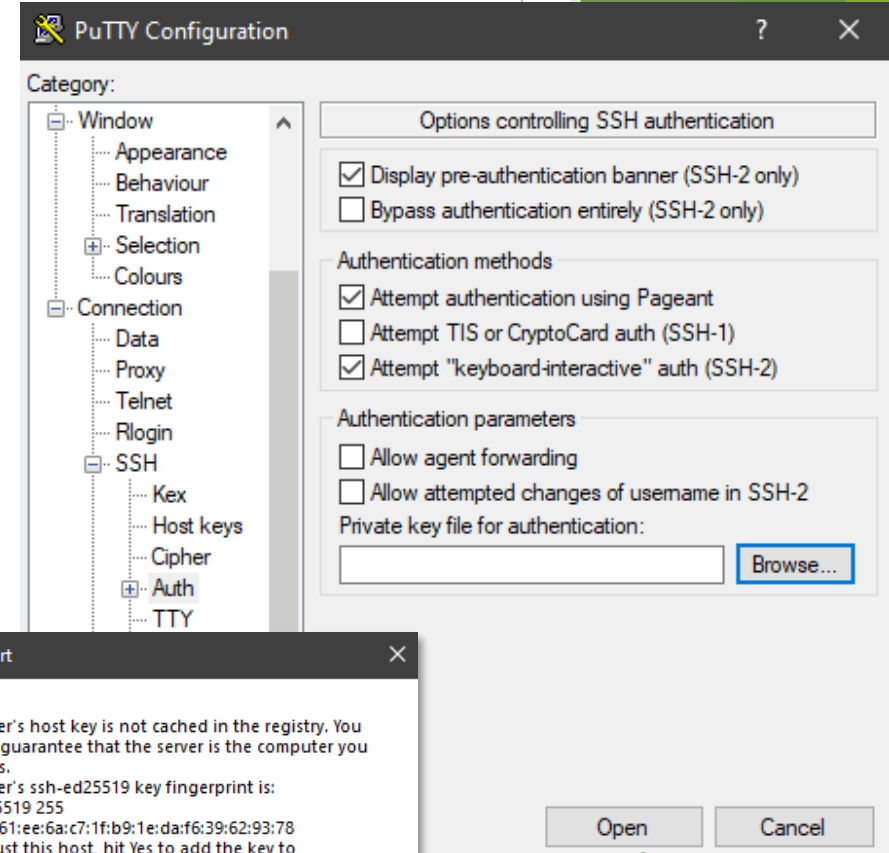 PuTTY Configuration
?
Category:
Window
Appearance
Behaviour
Translation
Selection
Colours
Connection
Data
Proxy
Telnet
Rlogin
SSH
Kex
Host keys
Cipher
Auth
TTY
Options controlling SSH authentication
Display pre-authentication banner (SSH-2 only)
Bypass authentication entirely (SSH-2 only)
Authentication methods
Attempt authentication using Pageant
Attempt TIS or CryptoCard auth (SSH-1)
Attempt "keyboard-interactive" auth (SSH-2)
Authentication parameters
Allow agent forwarding
Allow attempted changes of username in SSH-2
Private key file for authentication:
Browse...
Open
Cancel
host key is not cached in the registry. You
guarantee that the server is the computer you
ssh-ed25519 key fingerprint is:
255
61:ee:6a:c7:1f:b9:1e:da:f6:39:62:93:78
this host, hit Yes to add the key to